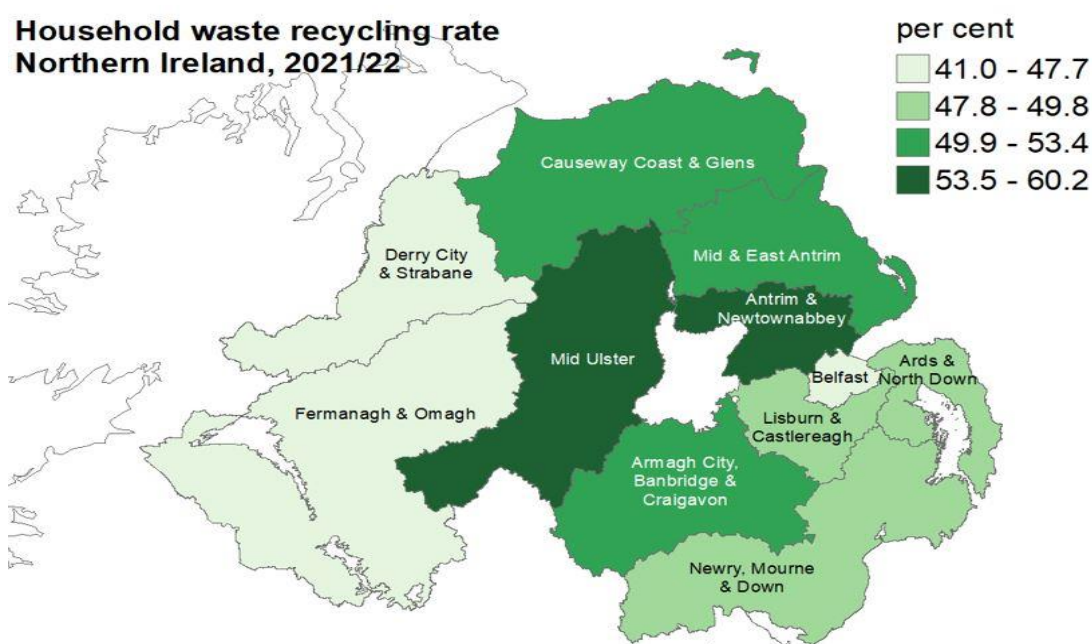 Household waste recycling rate
Northern Ireland, 2021/22
per cent
41.0 - 47.7
47.8 - 49.8
49.9 - 53.4
53.5 - 60.2
Causeway Coast & Glens
Derry City
& Strabane
Mid & East Antrim
Antrim &
Newtownabbey
Mid Ulster
Belfast
Ards &
North Down
Fermanagh & Omagh
Lisburn &
Castlereagh
Armagh City,
Banbridge &
Craigavon
Newry, Mourne
& Down